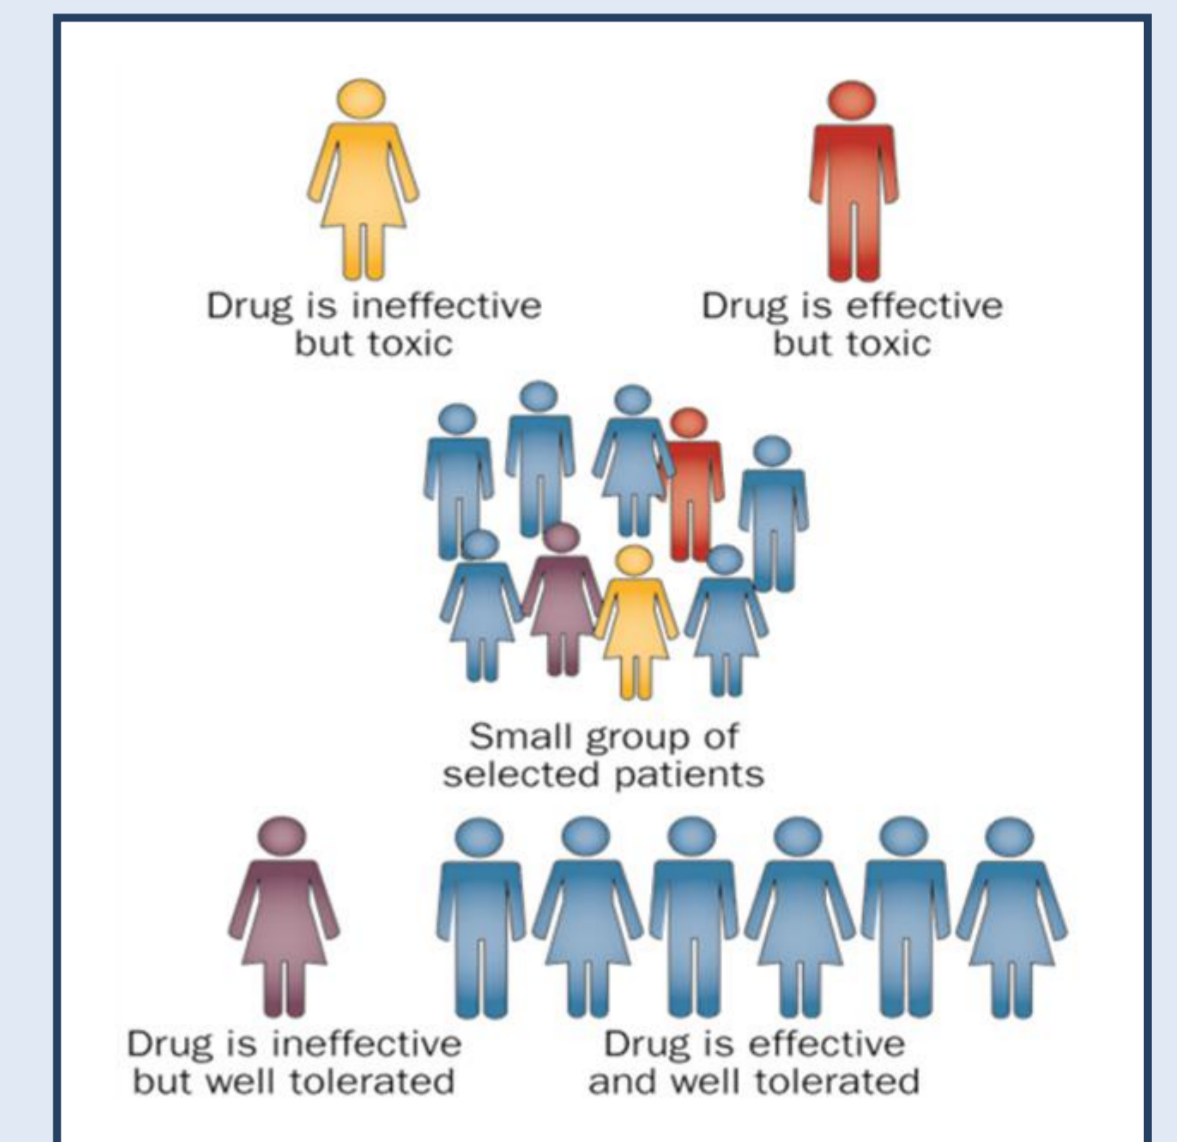 Drug is ineffective
but toxic
Drug is effective
but toxic
Small group of
selected patients
Drug is ineffective
but well tolerated
Drug is effective
and well tolerated